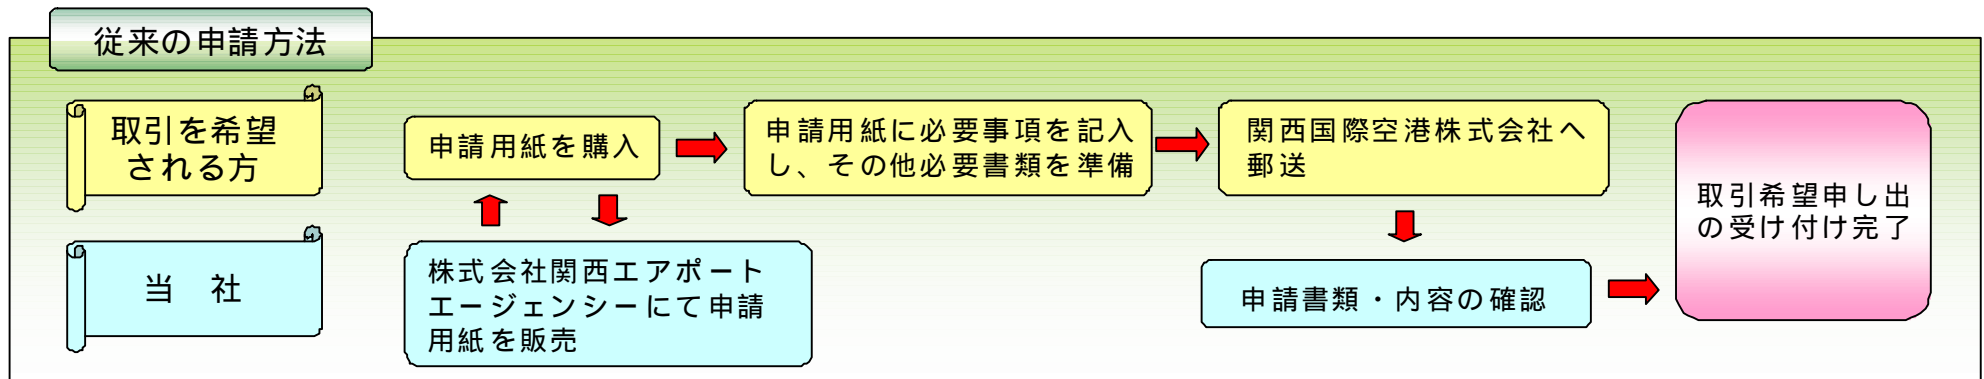 従来の申請方法
取引を希望
される方
申請用紙を購入
申請用紙に必要事項を記入
し、その他必要書類を準備
関西国際空港株式会社へ
郵送
取引希望申し出
の受け付け完了
当 社
株式会社関西エアポート
エージェンシーにて申請
用紙を販売
申請書類・内容の確認